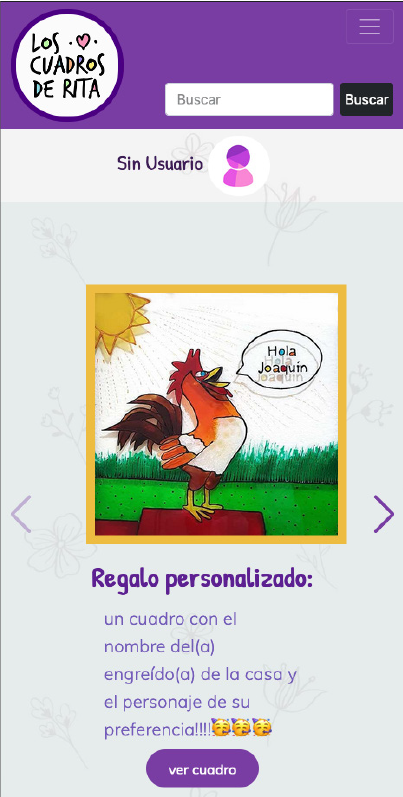 LOS
CUADROS
DE RITA
Buscar
Buscar
Sin Usuario
Hola
Joaquín
Regalo personalizado:
un cuadro con el
nombre del(a)
engreído(a) de la casa y
el personaje de su
preferencia!!!!!🥳🥳🥳
ver cuadro